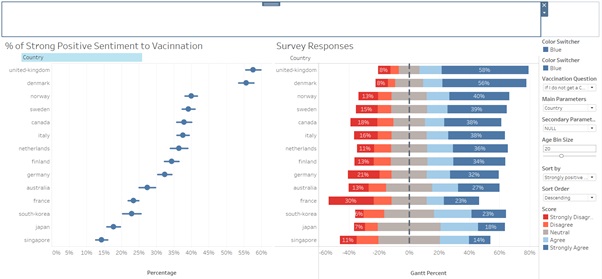 % of Strong Positive Sentiment to Vaccination
Country
united-kingdom
denmark
norway
sweden
canada
italy
netherlands
finland
germany
australia
france
south-korea
japan
singapore
0% 5% 10% 15% 20% 25% 30% 35% 40% 45% 50% 55% 60%
Percentage
Survey Responses
Country
united-kingdom 8% 58%
denmark 8% 56%
norway 13% 40%
sweden 15% 39%
canada 18% 38%
italy 16% 38%
netherlands 11% 36%
finland 13% 34%
germany 21% 32%
australia 13% 27%
france 30% 23%
south-korea 6% 23%
japan 7% 18%
singapore 11% 14%
-60% -40% -20% 0% 20% 40% 60% 80%
Gantt Percent
Color Switcher
Blue
Color Switcher
Blue
Vaccination Question
If I do not get a C...
Main Parameters
Country
Secondary Paramet...
NULL
Age Bin Size
20
Sort by
Strongly positive ...
Sort Order
Descending
Score
Strongly Disagr...
Disagree
Neutral
Agree
Strongly Agree